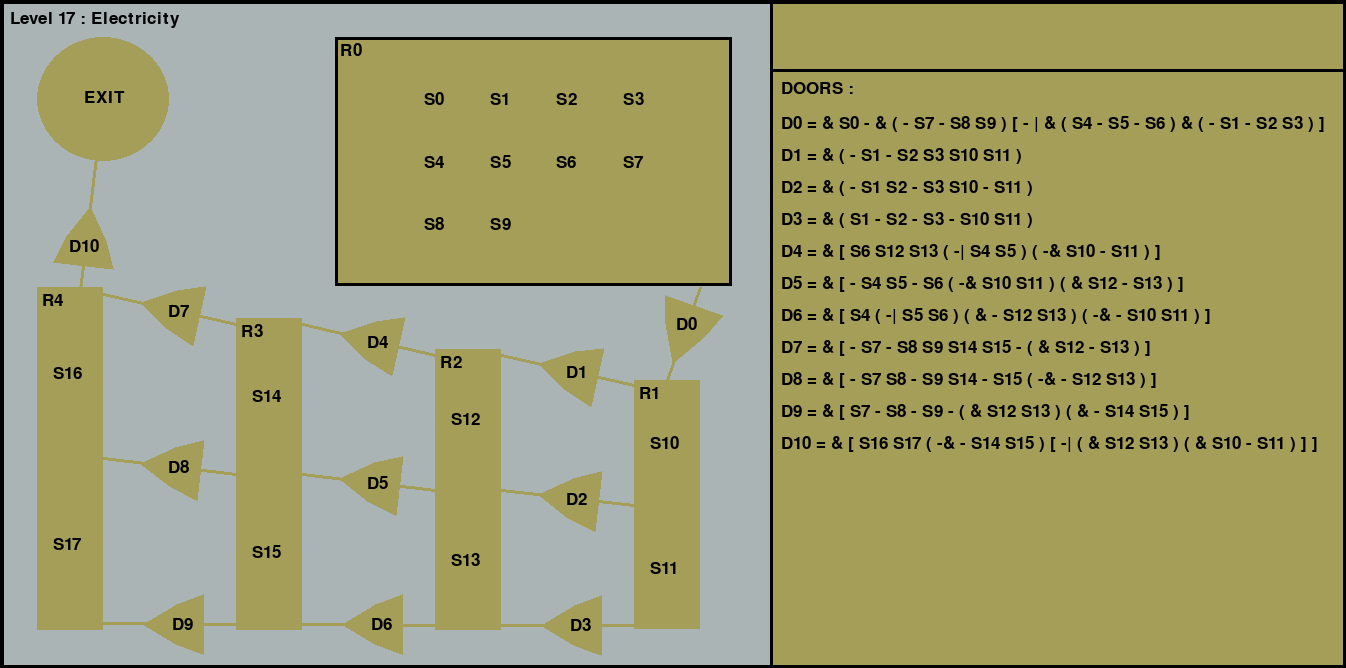 Level 17 : Electricity
EXIT
R0
S0 S1 S2 S3
S4 S5 S6 S7
S8 S9
D10
R4
D7
R3
D4
R2
D1
R1
D0
S16
S14
S12
S10
D8
D5
D2
S17
S15
S13
S11
D9
D6
D3
DOORS :
D0 = & S0 - & ( - S7 - S8 S9 ) [ - | & ( S4 - S5 - S6 ) & ( - S1 - S2 S3 ) ]
D1 = & ( - S1 - S2 S3 S10 S11 )
D2 = & ( - S1 S2 - S3 S10 - S11 )
D3 = & ( S1 - S2 - S3 - S10 S11 )
D4 = & [ S6 S12 S13 ( -| S4 S5 ) ( -& S10 - S11 ) ]
D5 = & [ - S4 S5 - S6 ( -& S10 S11 ) ( & S12 - S13 ) ]
D6 = & [ S4 ( -| S5 S6 ) ( & - S12 S13 ) ( -& - S10 S11 ) ]
D7 = & [ - S7 - S8 S9 S14 S15 - ( & S12 - S13 ) ]
D8 = & [ - S7 S8 - S9 S14 - S15 ( -& - S12 S13 ) ]
D9 = & [ S7 - S8 - S9 - ( & S12 S13 ) ( & - S14 S15 ) ]
D10 = & [ S16 S17 ( -& - S14 S15 ) [ -| ( & S12 S13 ) ( & S10 - S11 ) ] ]